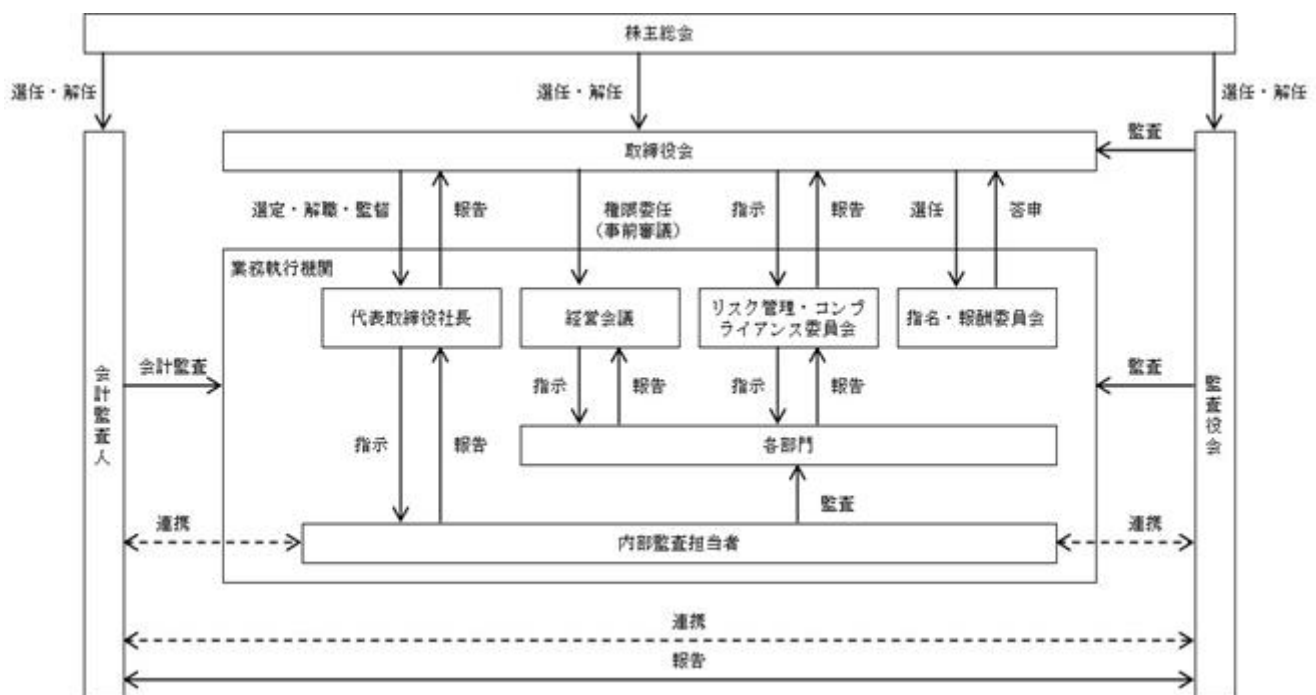 株主総会
選任・解任
選任・解任
選任・解任
取締役会
監査
選定・解職・監督
報告
権限委任
(事前審議)
指示
報告
選任
答申
業務執行機関
代表取締役社長
経営会議
リスク管理・コンプ
ライアンス委員会
指名・報酬委員会
会計監査
監査
会計監査人
監査役会
指示
報告
指示
報告
各部門
指示
報告
監査
連携
内部監査担当者
連携
連携
報告